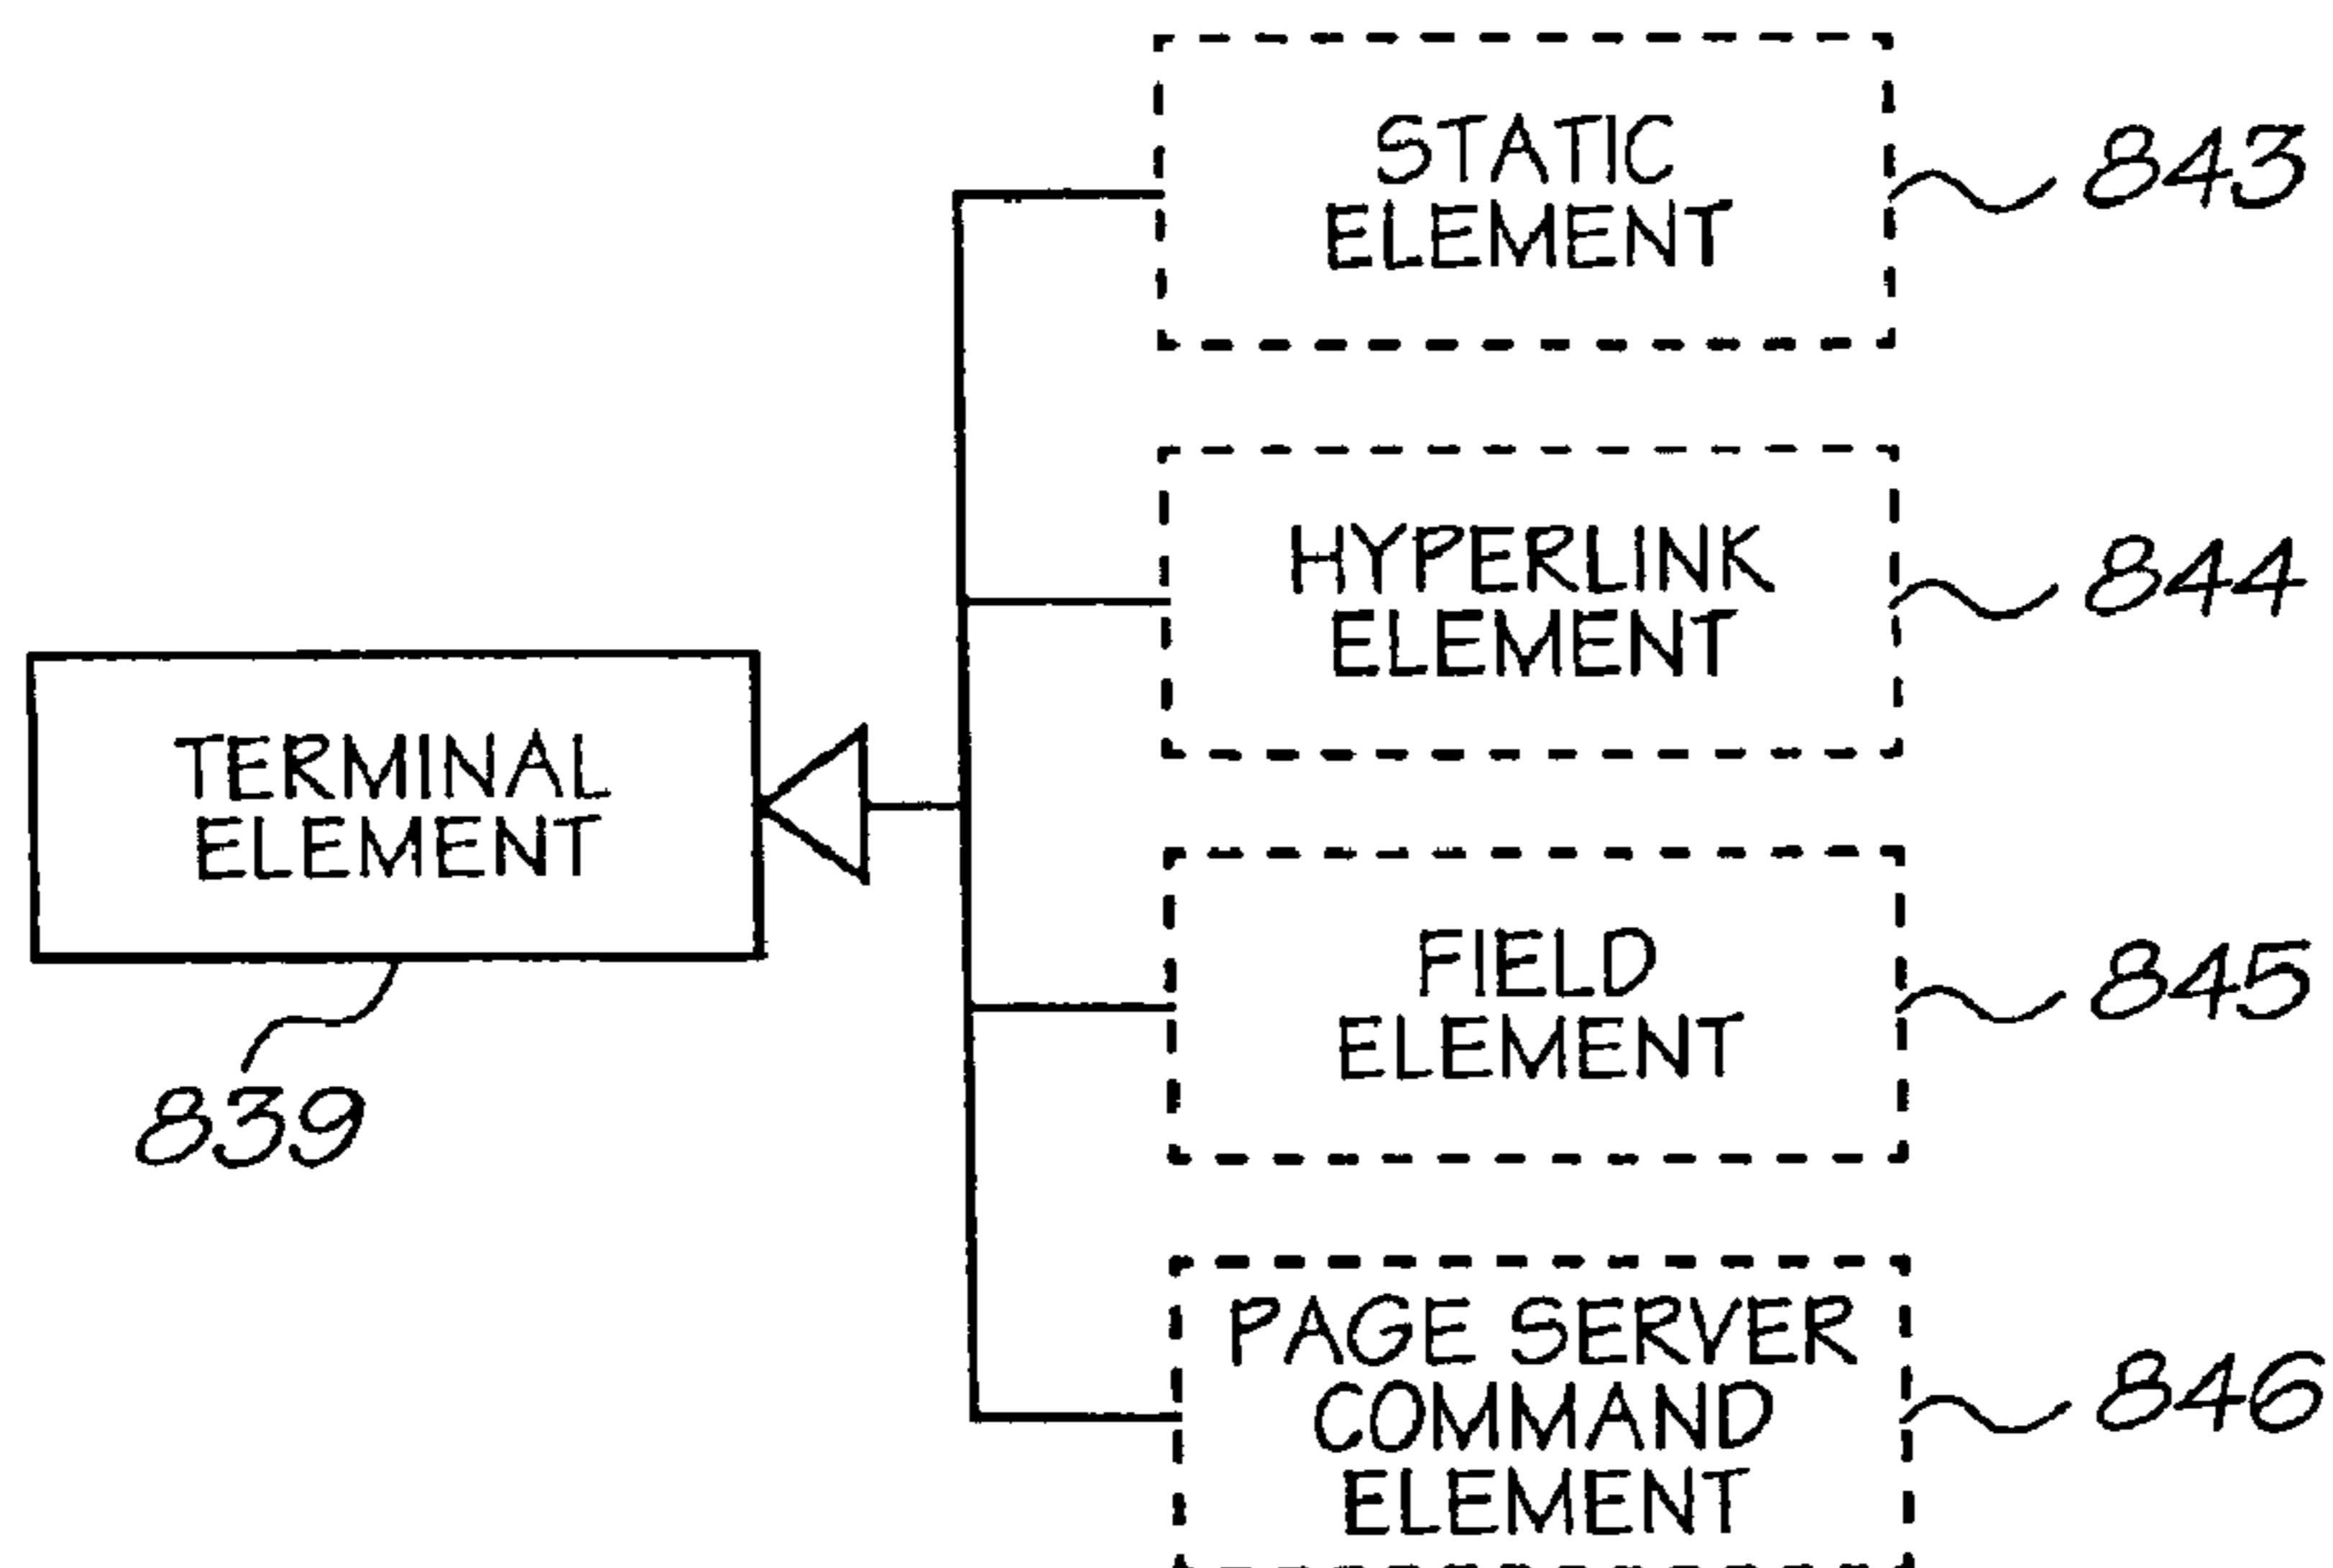 STATIC
ELEMENT
843
HYPERLINK
ELEMENT
844
TERMINAL
ELEMENT
839
FIELD
ELEMENT
845
PAGE SERVER
COMMAND
ELEMENT
846